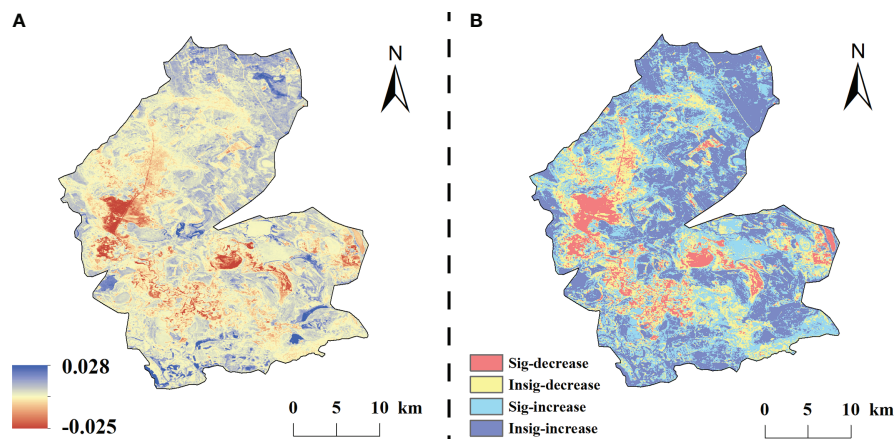 A
N
0.028
-0.025
0 5 10 km
B
N
Sig-decrease
Insig-decrease
Sig-increase
Insig-increase
0 5 10 km